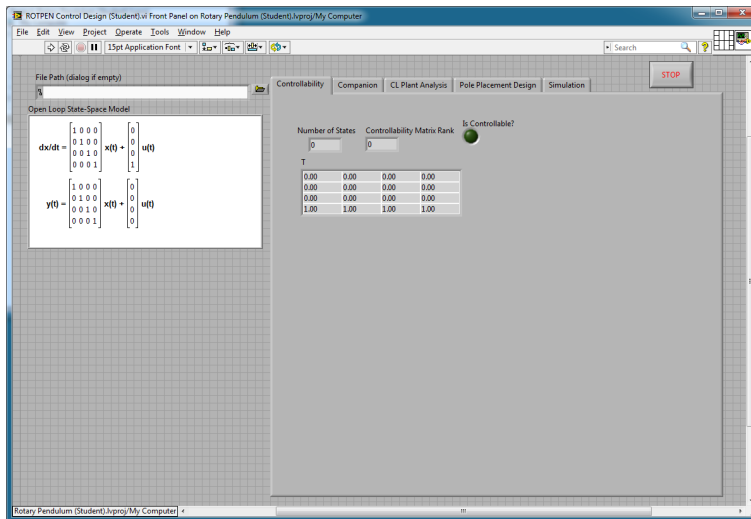 ROTPEN Control Design (Student).vi Front Panel on Rotary Pendulum (Student).lvproj/My Computer
File Edit View Project Operate Tools Window Help
15pt Application Font
Search
File Path (dialog if empty)
Open Loop State-Space Model
dx/dt = [1 0 0 0 x(t) + [0 u(t)
0 1 0 0 0
0 0 1 0 0
0 0 0 1] 1]
y(t) = [1 0 0 0 x(t) + [0 u(t)
0 1 0 0 0
0 0 1 0 0
0 0 0 1] 0]
Controllability Companion CL Plant Analysis Pole Placement Design Simulation
STOP
Number of States Controllability Matrix Rank Is Controllable?
0 0
T
0.00 0.00 0.00 0.00
0.00 0.00 0.00 0.00
0.00 0.00 0.00 0.00
1.00 1.00 1.00 1.00
Rotary Pendulum (Student).lvproj/My Computer